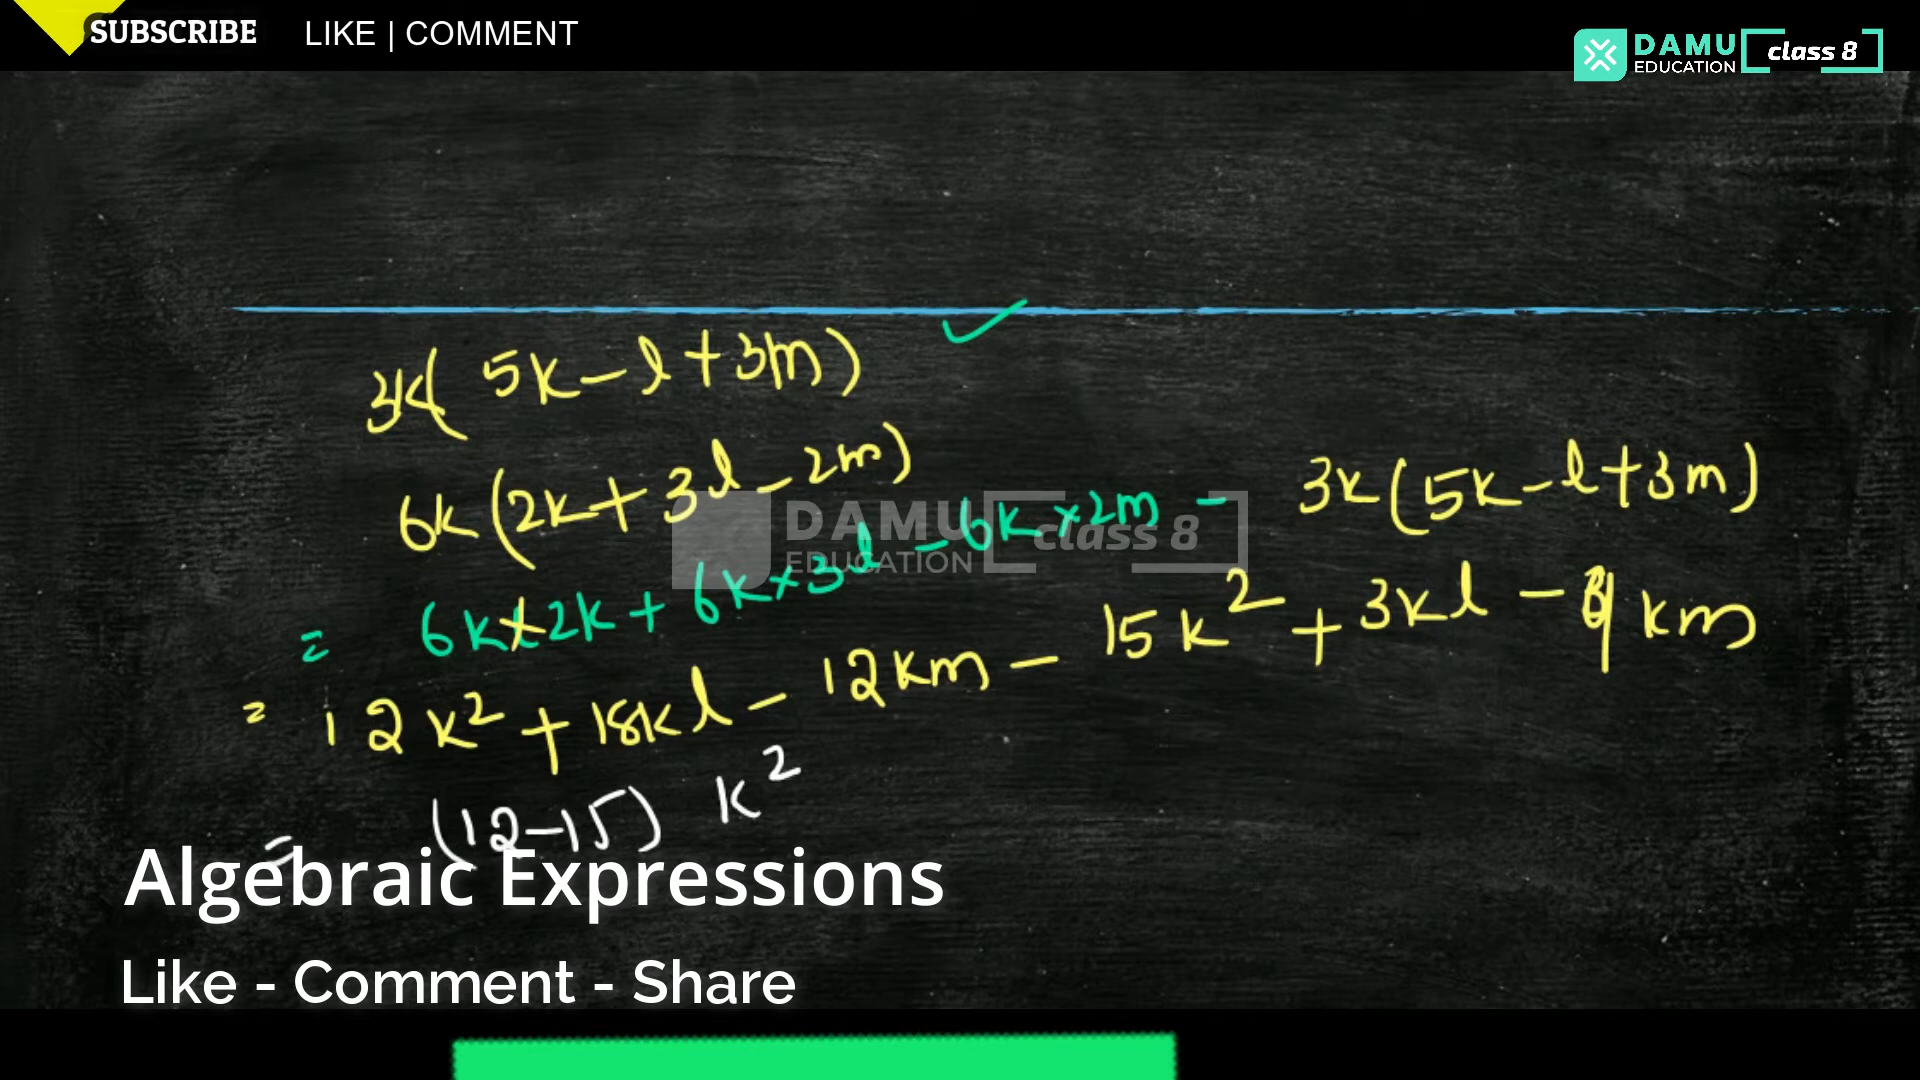 SUBSCRIBE LIKE | COMMENT
DAMU EDUCATION class 8
3k( 5k - l + 3m)
6k (2k + 3l - 2m) - 3k (5k - l + 3m)
= 6k × 2k + 6k × 3l - 6k × 2m
= 12k² + 18kl - 12km - 15k² + 3kl - 9km
= (12-15) k²
DAMU EDUCATION class 8
Algebraic Expressions
Like - Comment - Share